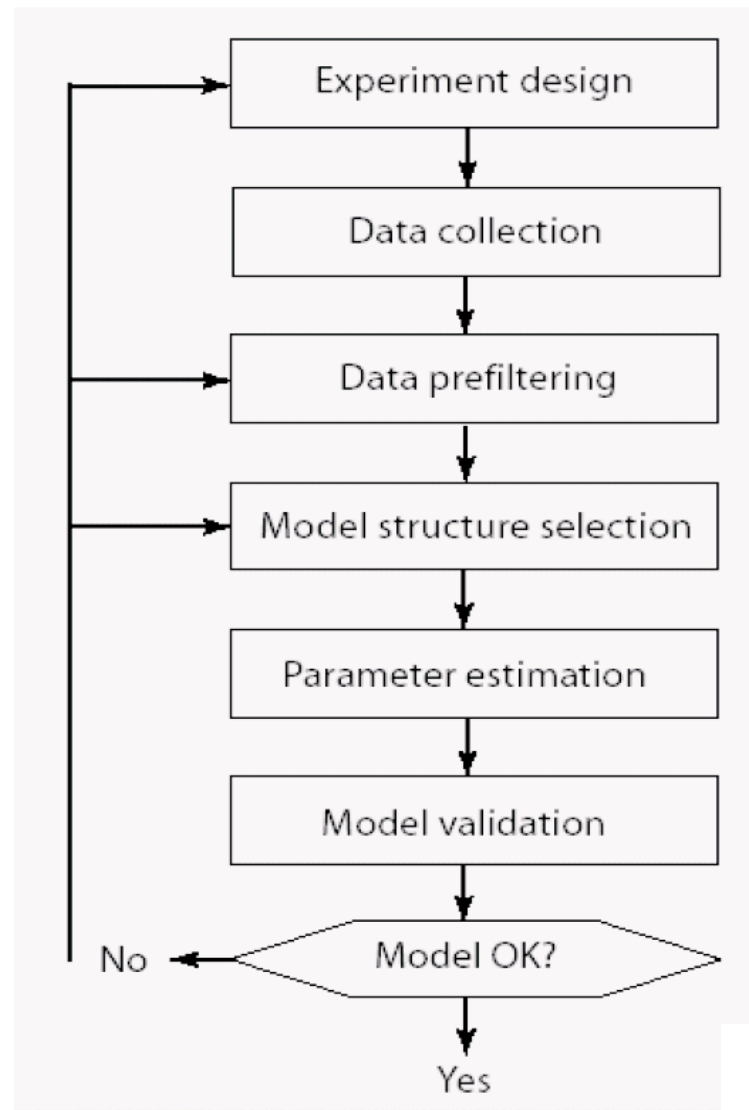 Experiment design
Data collection
Data prefiltering
Model structure selection
Parameter estimation
Model validation
Model OK?
No
Yes